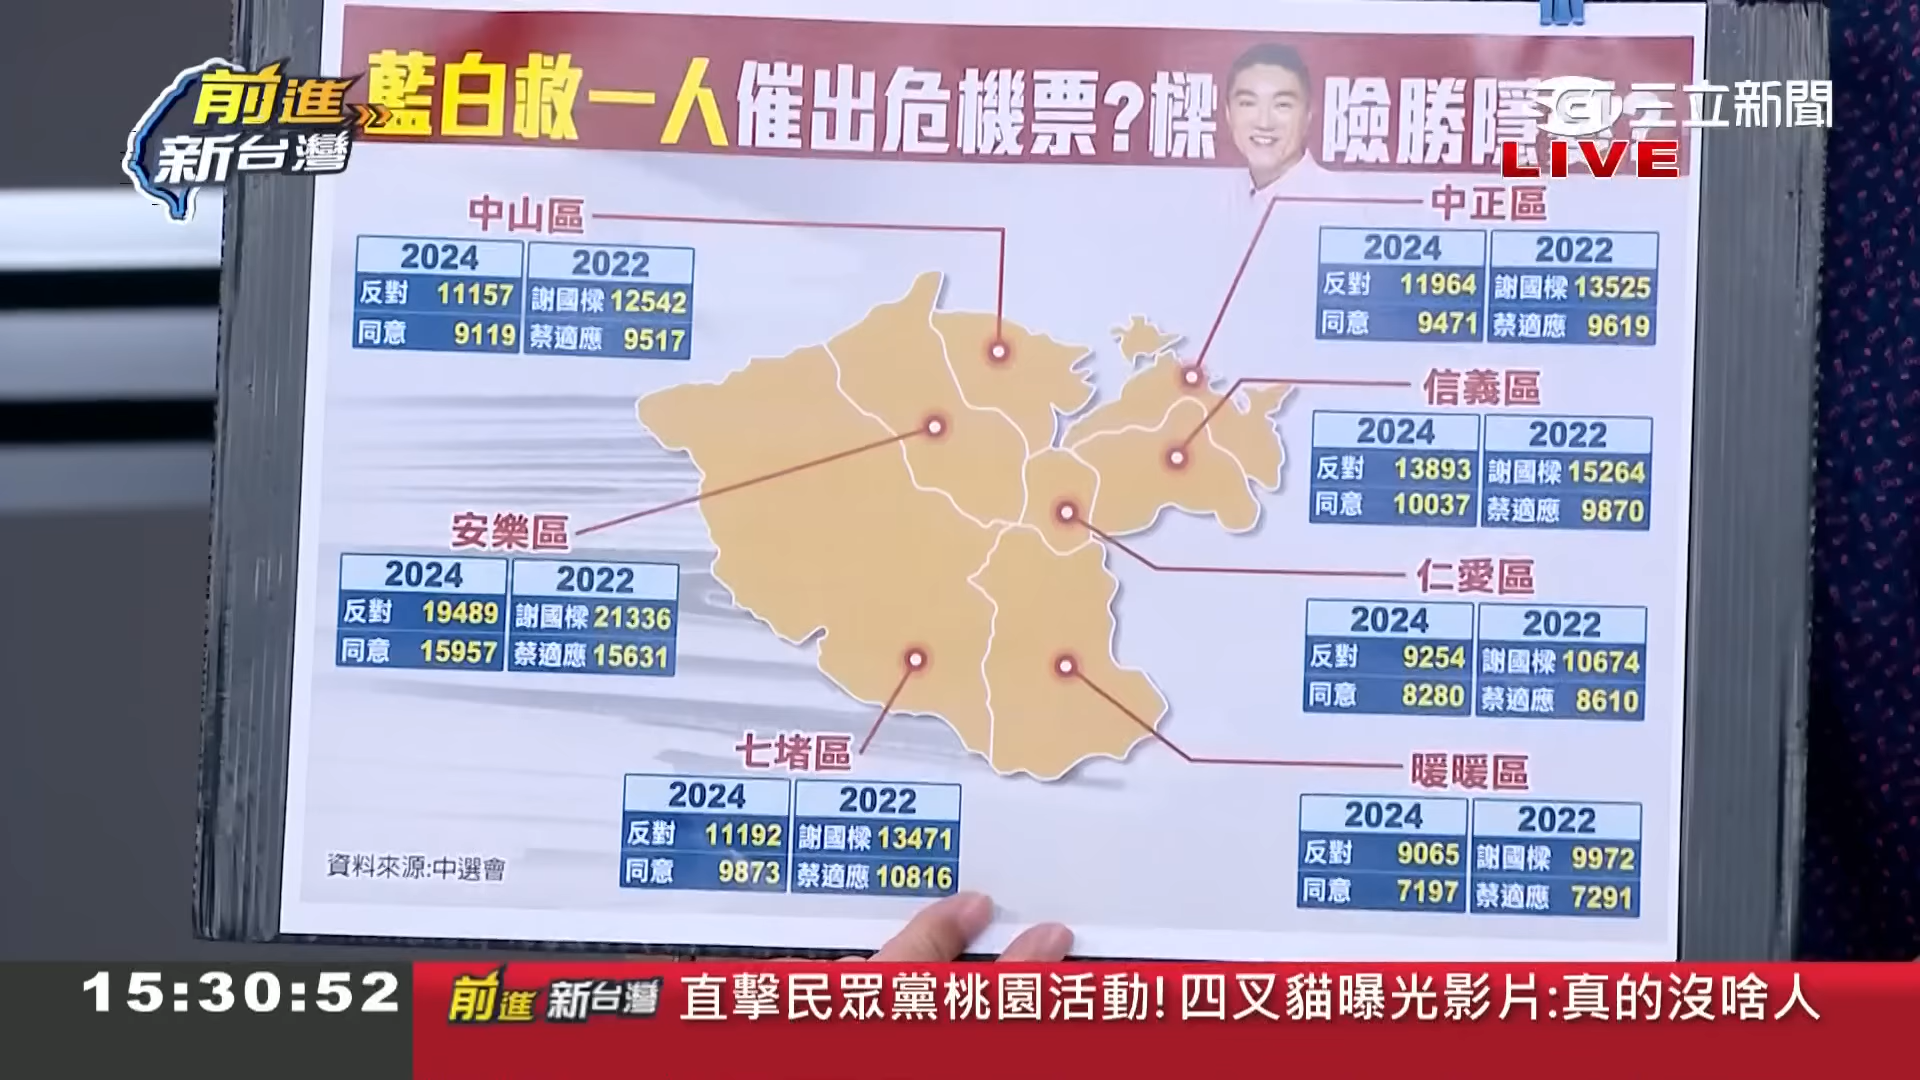 前進
新台灣
藍白救一人催出危機票?樑 險勝隱
三立新聞
LIVE
中山區
2024 2022
反對 11157 謝國樑 12542
同意 9119 蔡適應 9517
中正區
2024 2022
反對 11964 謝國樑 13525
同意 9471 蔡適應 9619
信義區
2024 2022
反對 13893 謝國樑 15264
同意 10037 蔡適應 9870
安樂區
2024 2022
反對 19489 謝國樑 21336
同意 15957 蔡適應 15631
仁愛區
2024 2022
反對 9254 謝國樑 10674
同意 8280 蔡適應 8610
七堵區
2024 2022
反對 11192 謝國樑 13471
同意 9873 蔡適應 10816
暖暖區
2024 2022
反對 9065 謝國樑 9972
同意 7197 蔡適應 7291
資料來源:中選會
15:30:52
前進新台灣 直擊民眾黨桃園活動!四叉貓曝光影片:真的沒啥人